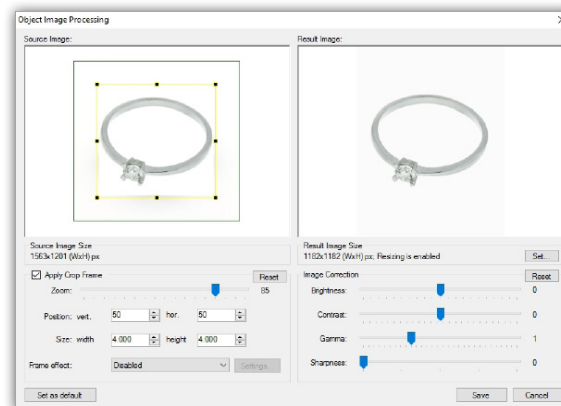 Object Image Processing
Source Image:
Result Image:
Source Image Size
1563x1201 (WxH) px
Result Image Size
1182x1182 (WxH) px; Resizing is enabled
Set...
Apply Crop Frame
Reset
Zoom:
85
Position: vert.
50
hor.
50
Size: width
4.000
height
4.000
Frame effect:
Disabled
Settings...
Image Correction
Reset
Brightness:
0
Contrast:
0
Gamma:
1
Sharpness:
0
Set as default
Save
Cancel